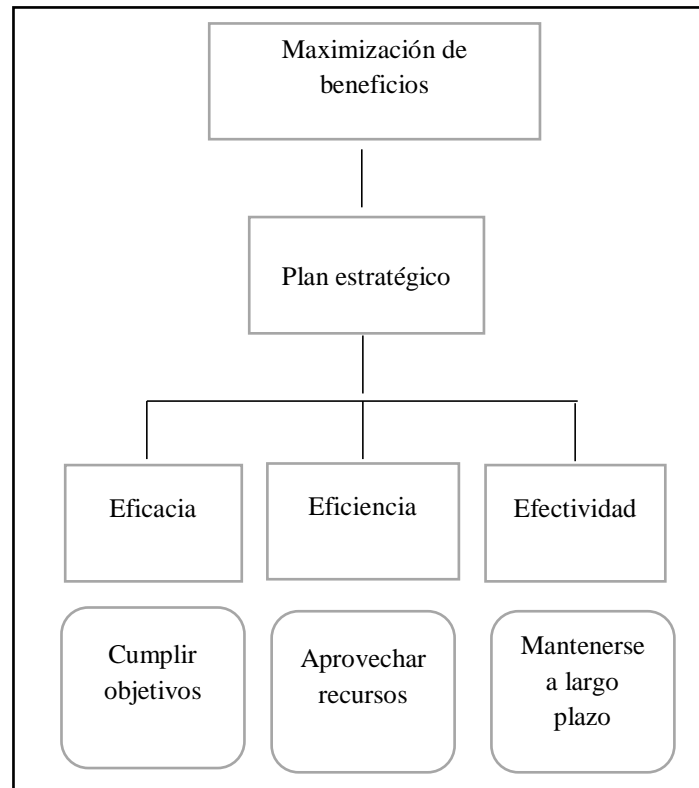 Maximización de
beneficios
Plan estratégico
Eficacia
Eficiencia
Efectividad
Cumplir
objetivos
Aprovechar
recursos
Mantenerse
a largo
plazo